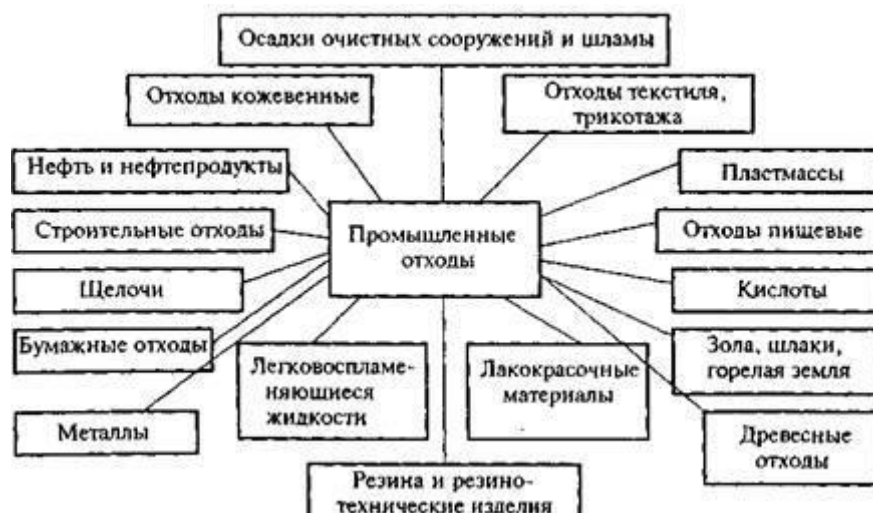 Осадки очистных сооружений и шламы
Отходы кожевенные
Отходы текстиля,
трикотажа
Нефть и нефтепродукты
Пластмассы
Строительные отходы
Промышленные
отходы
Отходы пищевые
Щелочи
Кислоты
Бумажные отходы
Легковоспламе-
няющиеся
жидкости
Лакокрасочные
материалы
Зола, шлаки,
горелая земля
Металлы
Древесные
отходы
Резина и резино-
технические изделия